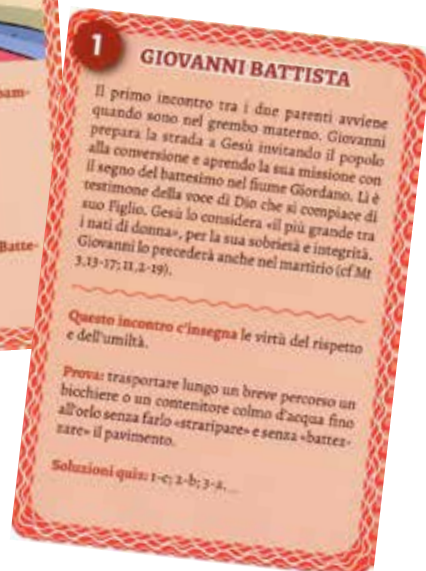 1
GIOVANNI BATTISTA
Il primo incontro tra i due parenti avviene
quando sono nel grembo materno. Giovanni
prepara la strada a Gesù invitando il popolo
alla conversione e aprendo la sua missione con
il segno del battesimo nel fiume Giordano. Lì è
testimone della voce di Dio che si compiace di
suo Figlio. Gesù lo considera «il più grande tra
i nati di donna», per la sua sobrietà e integrità.
Giovanni lo precederà anche nel martirio (cf Mt
3,13-17; 11,2-19).
Questo incontro c'insegna le virtù del rispetto
e dell'umiltà.
Prova: trasportare lungo un breve percorso un
bicchiere o un contenitore colmo d'acqua fino
all'orlo senza farlo «straripare» e senza «battez-
zare» il pavimento.
Soluzioni quiz: 1-c; 2-b; 3-a.
Batte-